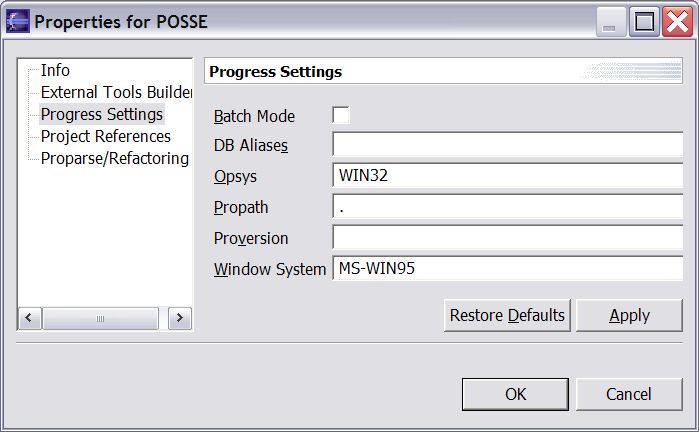 Properties for POSSE
Info
External Tools Builder
Progress Settings
Project References
Proparse/Refactoring
Progress Settings
Batch Mode
DB Aliases
Opsys WIN32
Propath .
Proversion
Window System MS-WIN95
Restore Defaults Apply
OK Cancel